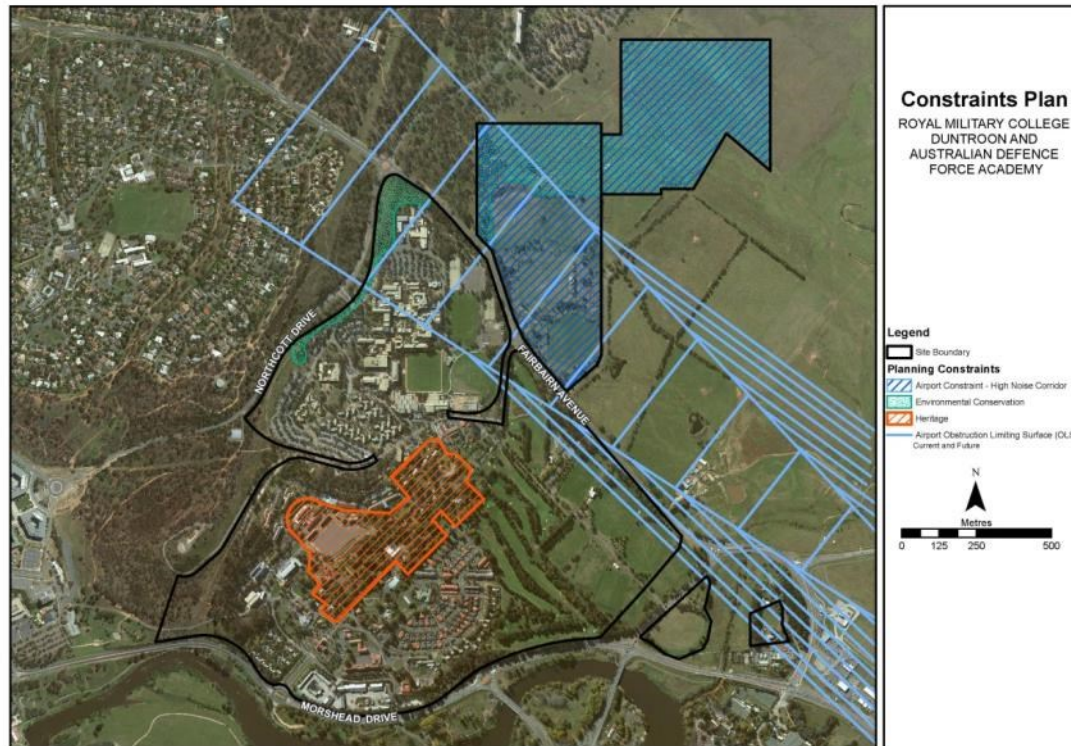 Constraints Plan
ROYAL MILITARY COLLEGE
DUNTROON AND
AUSTRALIAN DEFENCE
FORCE ACADEMY
NORTHCOTT DRIVE
FAIRBAIRN AVENUE
MORSHEAD DRIVE
Legend
Site Boundary
Planning Constraints
Airport Constraint - High Noise Corridor
Environmental Conservation
Heritage
Airport Obstruction Limiting Surface (OLS
Current and Future
N
Metres
0 125 250 500